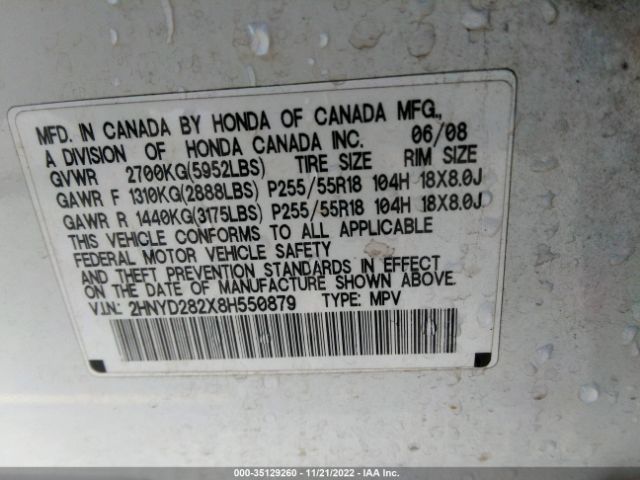 MFD. IN CANADA BY HONDA OF CANADA MFG.,
A DIVISION OF HONDA CANADA INC. 06/08
GVWR 2700KG(5952LBS) TIRE SIZE RIM SIZE
GAWR F 1310KG(2888LBS) P255/55R18 104H 18X8.0J
GAWR R 1440KG(3175LBS) P255/55R18 104H 18X8.0J
THIS VEHICLE CONFORMS TO ALL APPLICABLE
FEDERAL MOTOR VEHICLE SAFETY
AND THEFT PREVENTION STANDARDS IN EFFECT
ON THE DATE OF MANUFACTURE SHOWN ABOVE.
V.I.N.: 2HNYD282X8H550879 TYPE: MPV
000-35129260 - 11/21/2022 - IAA Inc.